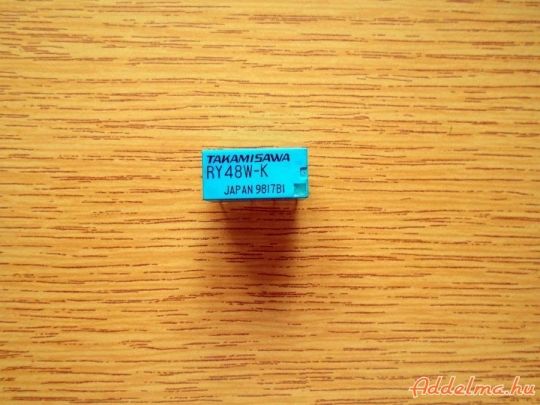 TAKAMISAWA
RY48W-K
JAPAN 9817B1
Addelma.hu